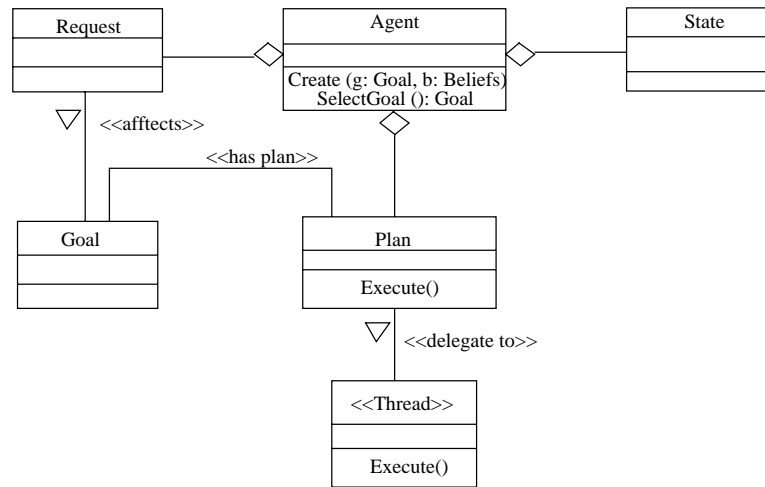 Request
Agent
State
Create (g: Goal, b: Beliefs)
SelectGoal (): Goal
<<afftects>>
<<has plan>>
Goal
Plan
Execute()
<<delegate to>>
<<Thread>>
Execute()